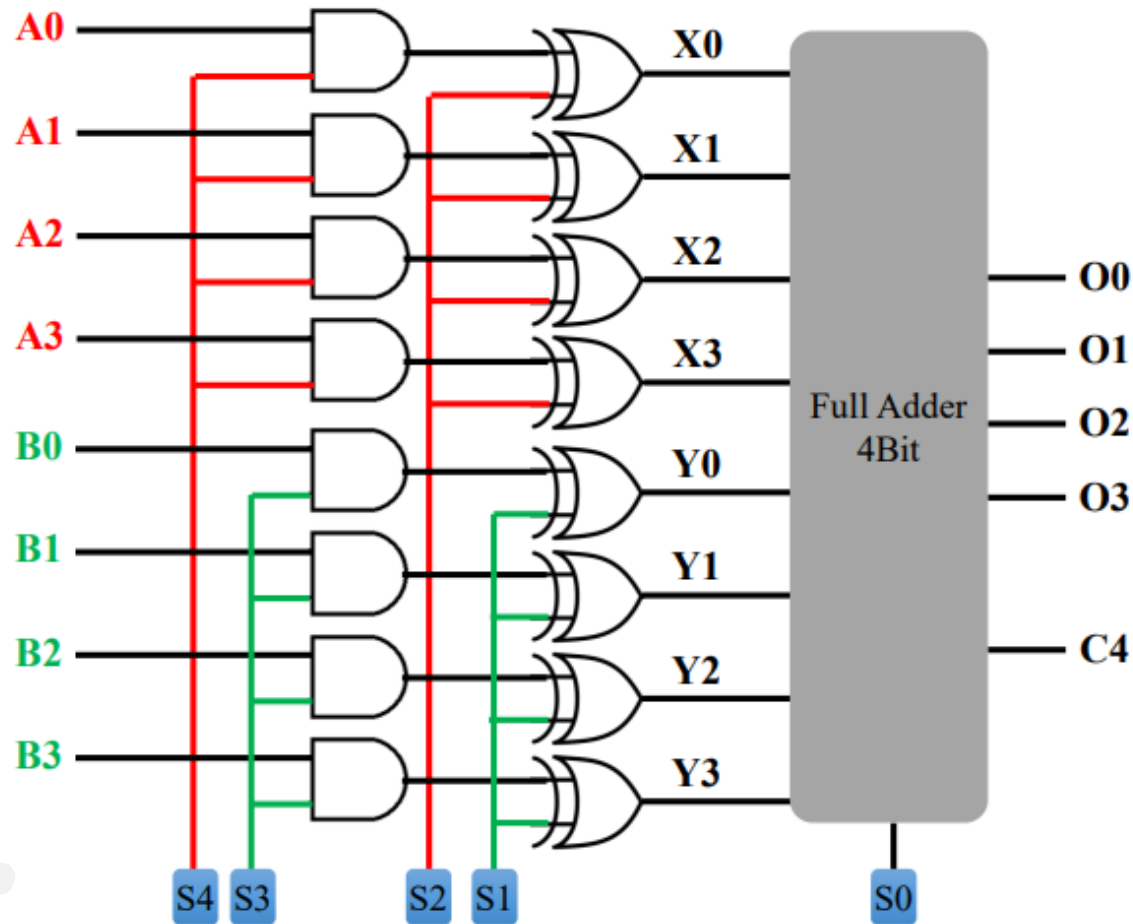 A0
X0
A1
X1
A2
X2
O0
A3
X3
O1
Full Adder
4Bit
O2
B0
Y0
O3
B1
Y1
B2
Y2
C4
B3
Y3
S4 S3 S2 S1 S0